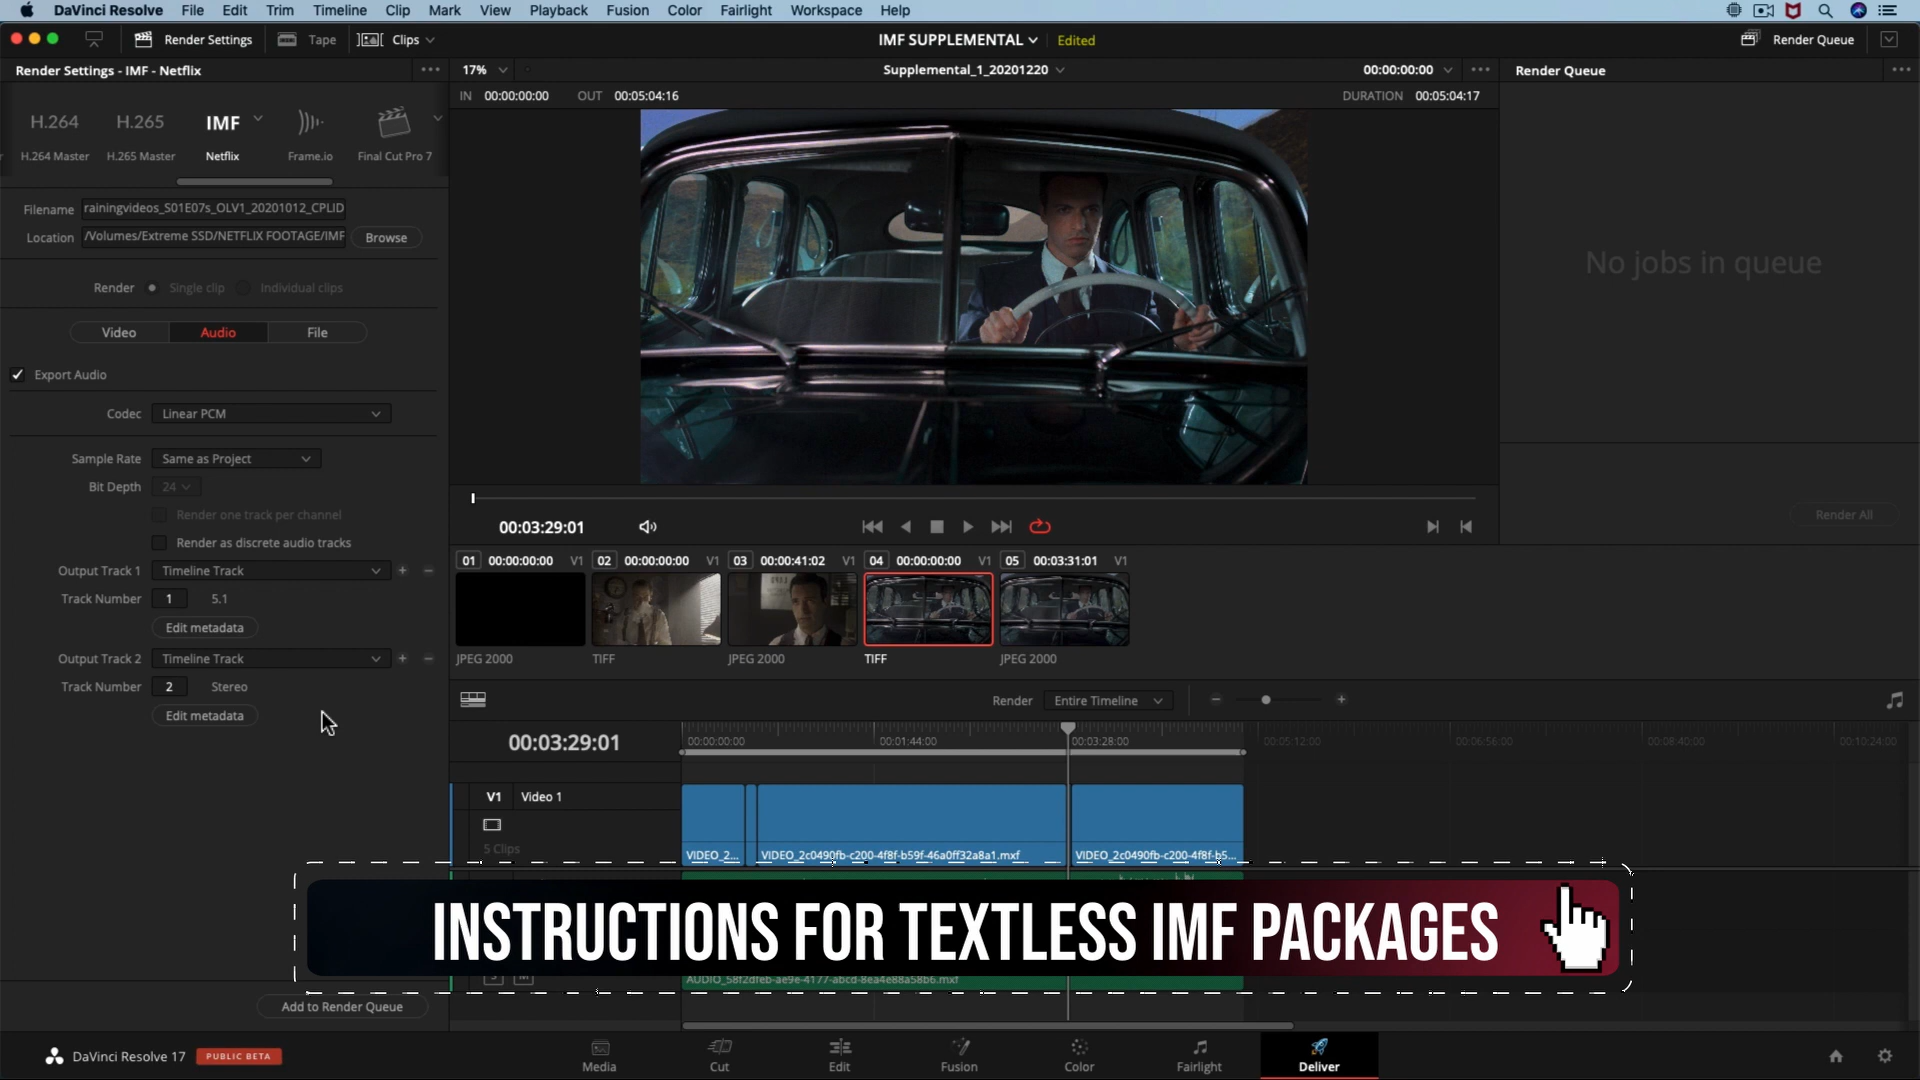 DaVinci Resolve File Edit Trim Timeline Clip Mark View Playback Fusion Color Fairlight Workspace Help
Render Settings Tape Clips IMF SUPPLEMENTAL Edited Render Queue
Render Settings - IMF - Netflix 17% Supplemental_1_20201220 00:00:00:00 Render Queue
IN 00:00:00:00 OUT 00:05:04:16 DURATION 00:05:04:17
H.264 H.265 IMF
H.264 Master H.265 Master Netflix Frame.io Final Cut Pro 7
Filename rainingvideos_S01E07s_OLV1_20201012_CPLID
Location /Volumes/Extreme SSD/NETFLIX FOOTAGE/IMF Browse
No jobs in queue
Render Single clip Individual clips
Video Audio File
Export Audio
Codec Linear PCM
Sample Rate Same as Project
Bit Depth 24
Render one track per channel
Render All
00:03:29:01
Render as discrete audio tracks
01 00:00:00:00 V1 02 00:00:00:00 V1 03 00:00:41:02 V1 04 00:00:00:00 V1 05 00:03:31:01 V1
Output Track 1 Timeline Track
Track Number 1 5.1
Edit metadata
Output Track 2 Timeline Track
JPEG 2000 TIFF JPEG 2000 TIFF JPEG 2000
Track Number 2 Stereo
Render Entire Timeline
Edit metadata
00:03:29:01 00:00:00:00 00:01:44:00 00:03:28:00 00:05:12:00 00:06:56:00 00:08:40:00 00:10:24:00
V1 Video 1
5 Clips
VIDEO_2... VIDEO_2c0490fb-c200-4f8f-b59f-46a0ff32a8a1.mxf VIDEO_2c0490fb-c200-4f8f-b5...
INSTRUCTIONS FOR TEXTLESS IMF PACKAGES
AUDIO_58f2dfeb-ae9e-4177-abcd-8ea4e88a58b6.mxf
Add to Render Queue
DaVinci Resolve 17 PUBLIC BETA
Media Cut Edit Fusion Color Fairlight Deliver